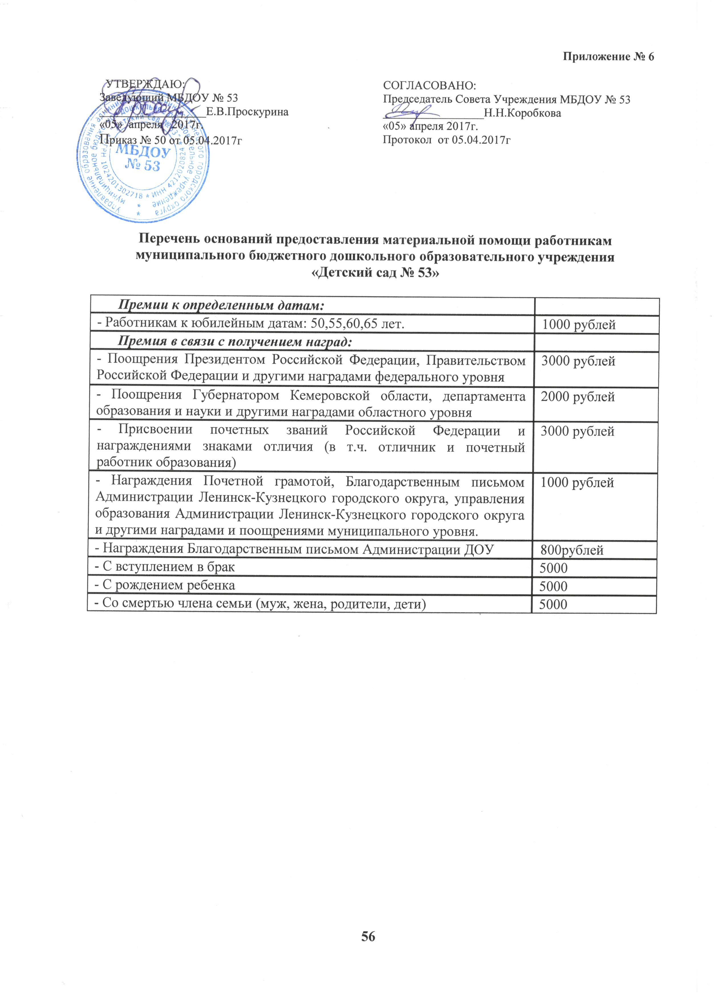 Приложение № 6
УТВЕРЖДАЮ:
Заведующий МБДОУ № 53
Е.В.Проскурина
«05» апреля 2017г.
Приказ № 50 от 05.04.2017г
СОГЛАСОВАНО:
Председатель Совета Учреждения МБДОУ № 53
Н.Н.Коробкова
«05» апреля 2017г.
Протокол от 05.04.2017г
МБДОУ
№ 53
1024201302718 * ИНН 4212020824 *
Перечень оснований предоставления материальной помощи работникам
муниципального бюджетного дошкольного образовательного учреждения
«Детский сад № 53»
Премии к определенным датам:
- Работникам к юбилейным датам: 50,55,60,65 лет. 1000 рублей
Премия в связи с получением наград:
- Поощрения Президентом Российской Федерации, Правительством 3000 рублей
Российской Федерации и другими наградами федерального уровня
- Поощрения Губернатором Кемеровской области, департамента 2000 рублей
образования и науки и другими наградами областного уровня
- Присвоении почетных званий Российской Федерации и 3000 рублей
награждениями знаками отличия (в т.ч. отличник и почетный
работник образования)
- Награждения Почетной грамотой, Благодарственным письмом 1000 рублей
Администрации Ленинск-Кузнецкого городского округа, управления
образования Администрации Ленинск-Кузнецкого городского округа
и другими наградами и поощрениями муниципального уровня.
- Награждения Благодарственным письмом Администрации ДОУ 800рублей
- С вступлением в брак 5000
- С рождением ребенка 5000
- Со смертью члена семьи (муж, жена, родители, дети) 5000
56